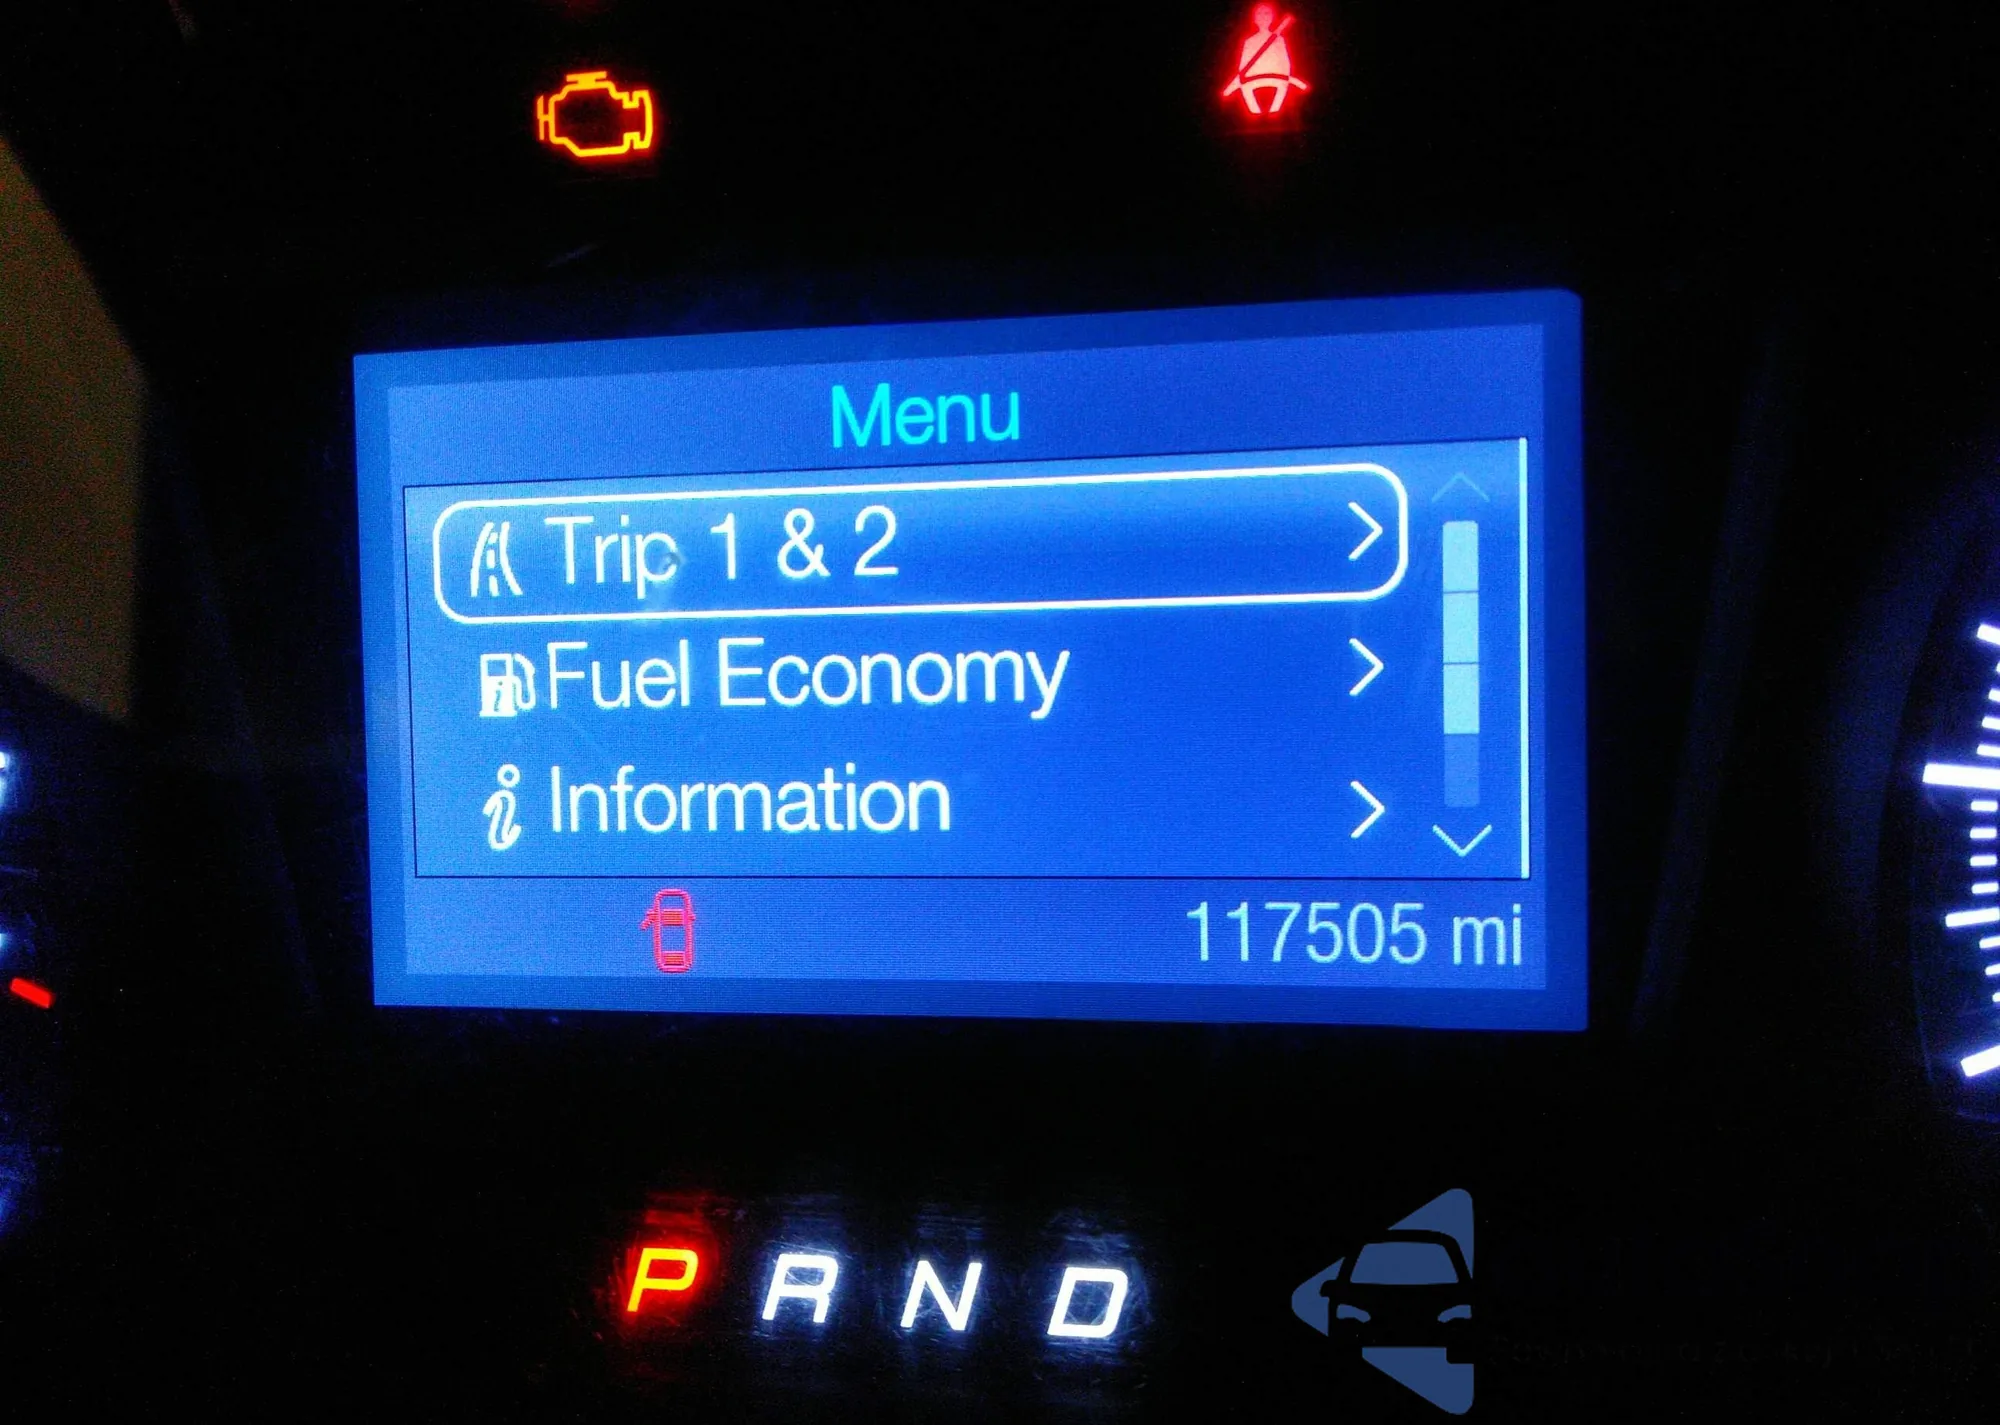 Menu
Trip 1 & 2
Fuel Economy
Information
117505 mi
P R N D